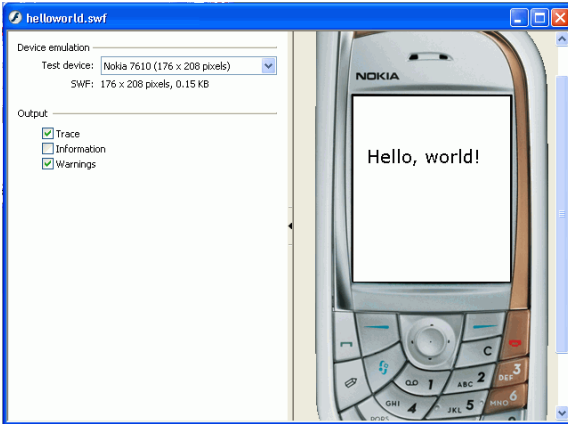 helloworld.swf
Device emulation
Test device: Nokia 7610 (176 x 208 pixels)
SWF: 176 x 208 pixels, 0.15 KB
Output
Trace
Information
Warnings
NOKIA
Hello, world!
C
1
ABC 2
DEF 3
GHI 4
JKL 5
MNO 6
PQRS